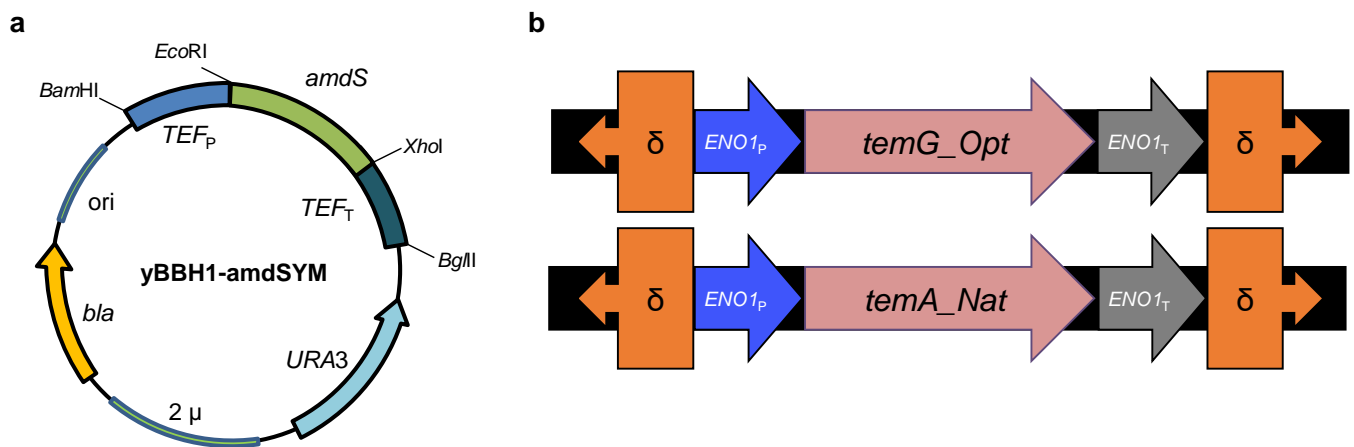 a
EcoRI
amdS
BamHI
TEFP
XhoI
ori
TEFT
yBBH1-amdSYM
BglII
bla
URA3
2 µ
b
δ ENO1P temG_Opt ENO1T δ
δ ENO1P temA_Nat ENO1T δ